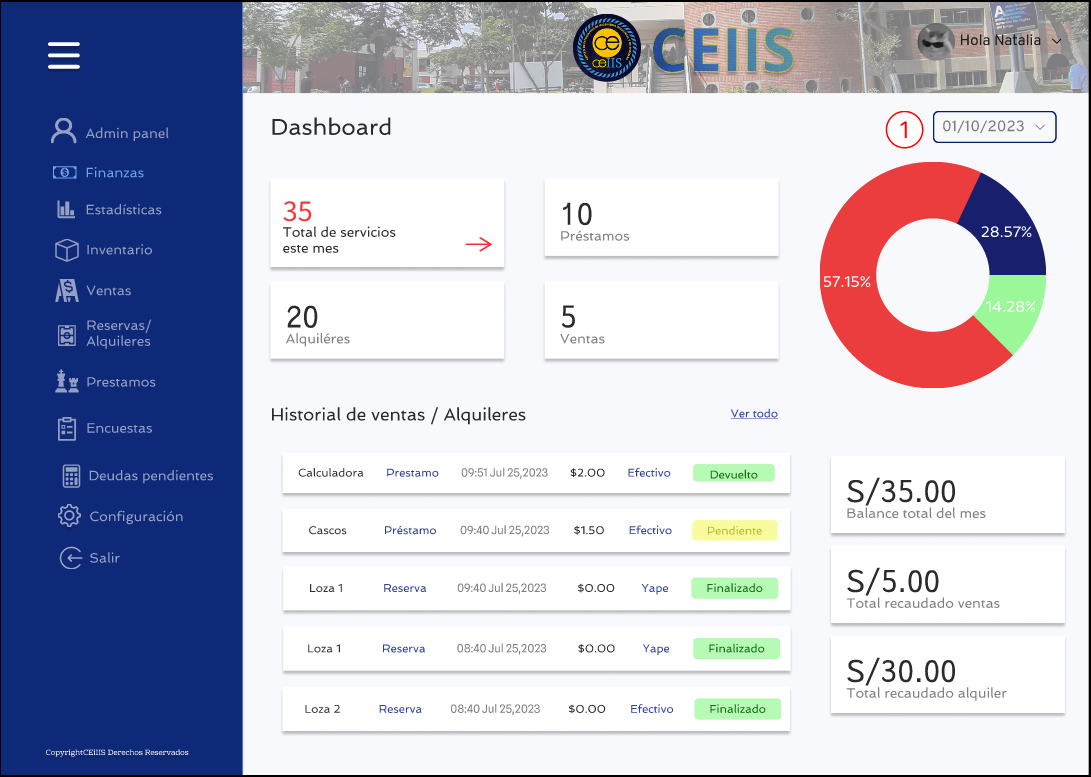 CEIIS
œ
œIIS
Hola Natalia
Admin panel
Finanzas
Estadísticas
Inventario
Ventas
Reservas/
Alquileres
Prestamos
Encuestas
Deudas pendientes
Configuración
Salir
CopyrightCEiIIS Derechos Reservados
Dashboard
1
01/10/2023
35
Total de servicios
este mes
10
Préstamos
20
Alquiléres
5
Ventas
28.57%
57.15%
14.28%
Historial de ventas / Alquileres
Ver todo
Calculadora Prestamo 09:51 Jul 25,2023 $2.00 Efectivo Devuelto
Cascos Préstamo 09:40 Jul 25,2023 $1.50 Efectivo Pendiente
Loza 1 Reserva 09:40 Jul 25,2023 $0.00 Yape Finalizado
Loza 1 Reserva 08:40 Jul 25,2023 $0.00 Yape Finalizado
Loza 2 Reserva 08:40 Jul 25,2023 $0.00 Efectivo Finalizado
S/35.00
Balance total del mes
S/5.00
Total recaudado ventas
S/30.00
Total recaudado alquiler